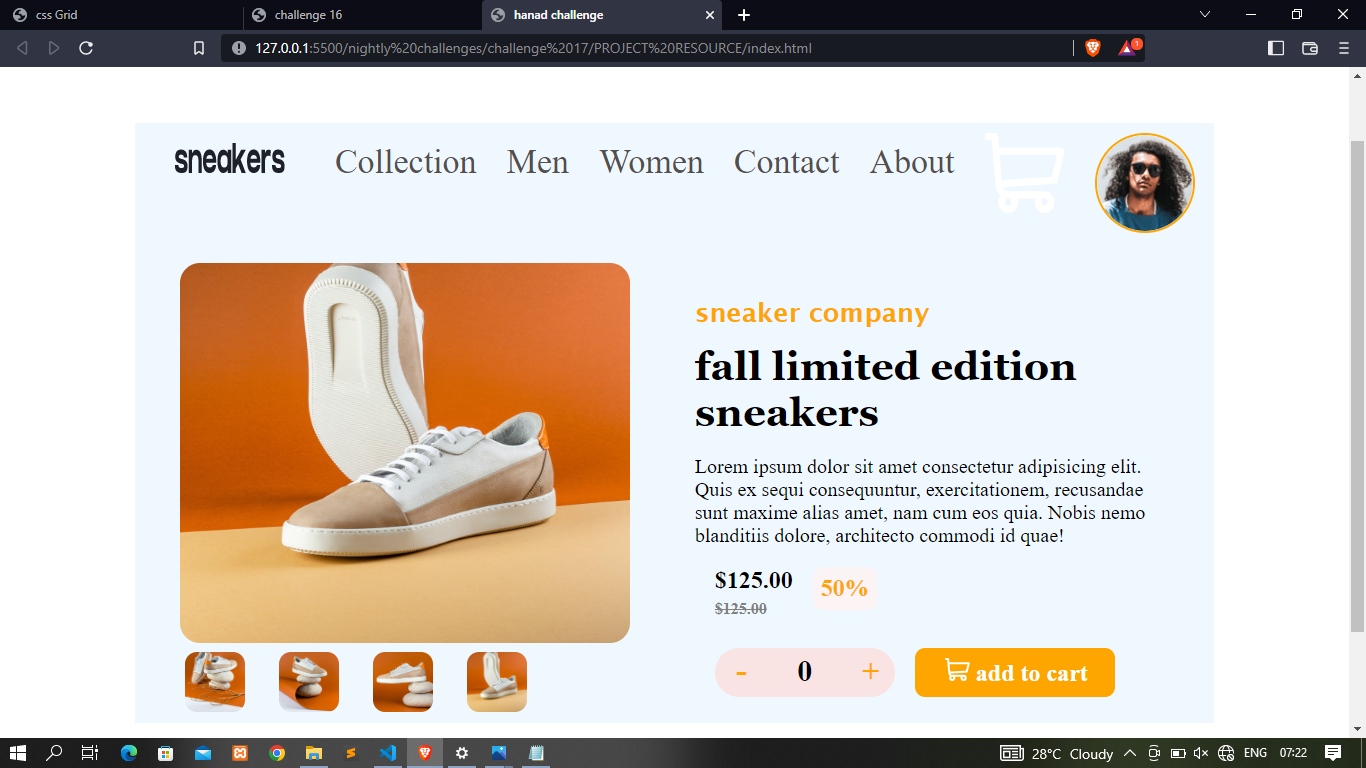 css Grid
challenge 16
hanad challenge
127.0.0.1:5500/nightly%20challenges/challenge%2017/PROJECT%20RESOURCE/index.html
1
sneakers
Collection
Men
Women
Contact
About
sneaker company
fall limited edition
sneakers
Lorem ipsum dolor sit amet consectetur adipisicing elit.
Quis ex sequi consequuntur, exercitationem, recusandae
sunt maxime alias amet, nam cum eos quia. Nobis nemo
blanditiis dolore, architecto commodi id quae!
$125.00
50%
$125.00
- 0 +
add to cart
28°C Cloudy
ENG
07:22